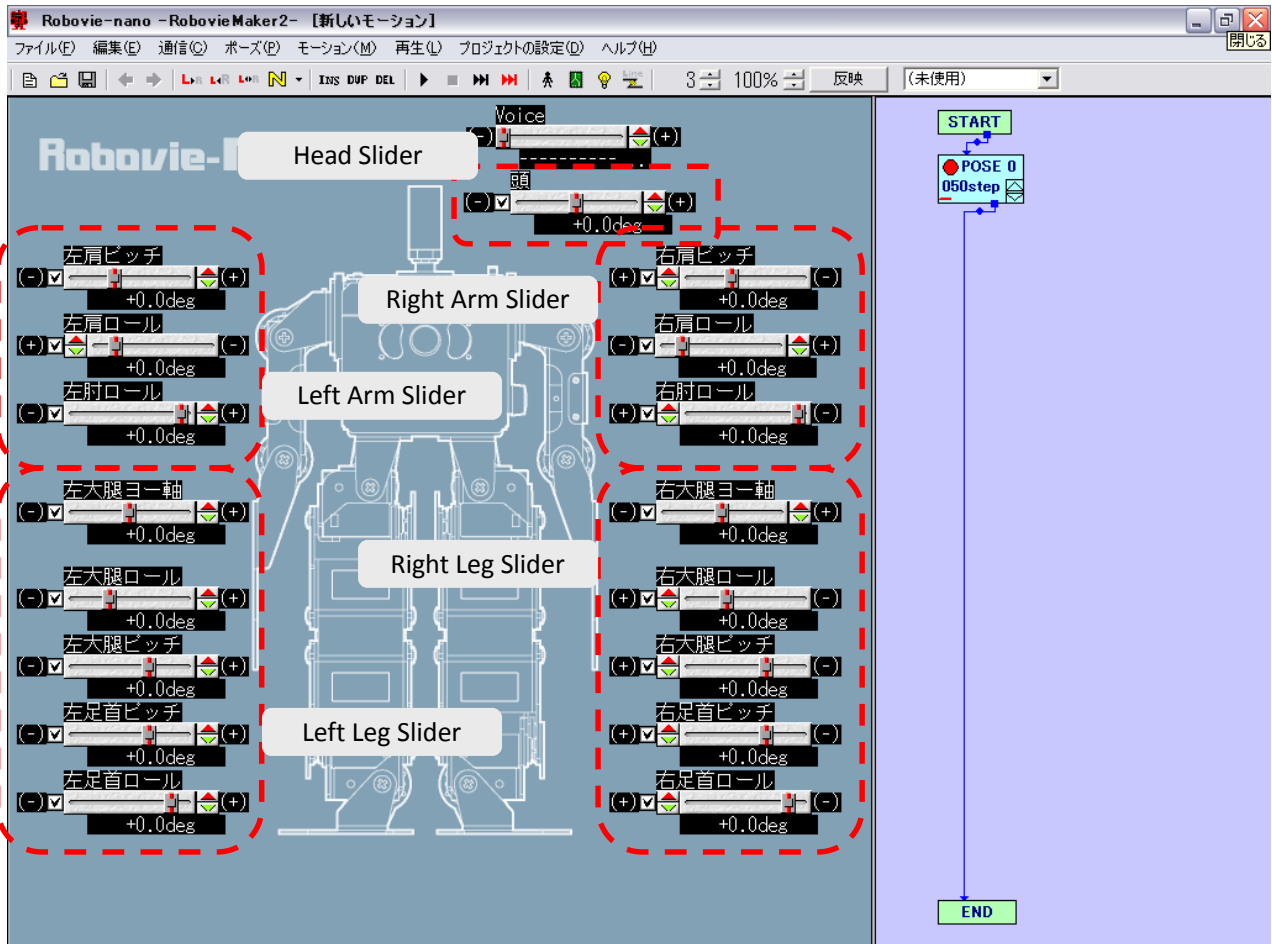 Robovie-nano -RobovieMaker2- [新しいモーション]
閉じる
ファイル(F) 編集(E) 通信(C) ポーズ(P) モーション(M) 再生(L) プロジェクトの設定(D) ヘルプ(H)
L▶R L◀R L◀▶R N INS DUP DEL Line 3 100% 反映 (未使用)
Robovie-
Voice
(-) (+)
---------- .
Head Slider
頭
(-) (+)
+0.0deg
左肩ピッチ
(-) (+)
+0.0deg
左肩ロール
(+) (-)
+0.0deg
左肘ロール
(-) (+)
+0.0deg
Left Arm Slider
右肩ピッチ
(+) (-)
+0.0deg
右肩ロール
(-) (+)
+0.0deg
右肘ロール
(+) (-)
+0.0deg
Right Arm Slider
左大腿ヨー軸
(-) (+)
+0.0deg
左大腿ロール
(-) (+)
+0.0deg
左大腿ピッチ
(-) (+)
+0.0deg
左足首ピッチ
(-) (+)
+0.0deg
左足首ロール
(-) (+)
+0.0deg
Left Leg Slider
右大腿ヨー軸
(-) (+)
+0.0deg
右大腿ロール
(+) (-)
+0.0deg
右大腿ピッチ
(+) (-)
+0.0deg
右足首ピッチ
(+) (-)
+0.0deg
右足首ロール
(+) (-)
+0.0deg
Right Leg Slider
START
POSE 0
050step
END